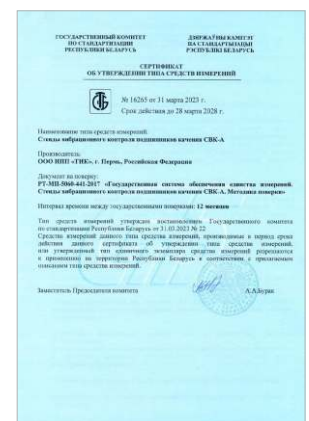 ГОСУДАРСТВЕННЫЙ КОМИТЕТ
ПО СТАНДАРТИЗАЦИИ
РЕСПУБЛИКИ БЕЛАРУСЬ
ДЗЯРЖАЎНЫ КАМІТЭТ
ПА СТАНДАРТЫЗАЦЫІ
РЭСПУБЛІКІ БЕЛАРУСЬ
СЕРТИФИКАТ
ОБ УТВЕРЖДЕНИИ ТИПА СРЕДСТВ ИЗМЕРЕНИЙ
№ 16265 от 31 марта 2023 г.
Срок действия до 28 марта 2028 г.
Наименование типа средств измерений:
Стенды вибрационного контроля подшипников качения СВК-А
Производитель:
ООО НПП «ТИК», г. Пермь, Российская Федерация
Документ на поверку:
РТ-МП-5060-441-2017 «Государственная система обеспечения единства измерений.
Стенды вибрационного контроля подшипников качения СВК-А. Методика поверки»
Интервал времени между государственными поверками: 12 месяцев
Тип средств измерений утвержден постановлением Государственного комитета
по стандартизации Республики Беларусь от 31.03.2023 № 22
Средства измерений данного типа средства измерений, производимые в период срока
действия данного сертификата об утверждении типа средства измерений,
или утвержденный тип единичного экземпляра средства измерений разрешаются
к применению на территории Республики Беларусь в соответствии с прилагаемым
описанием типа средства измерений.
Заместитель Председателя комитета
А.А.Бурак